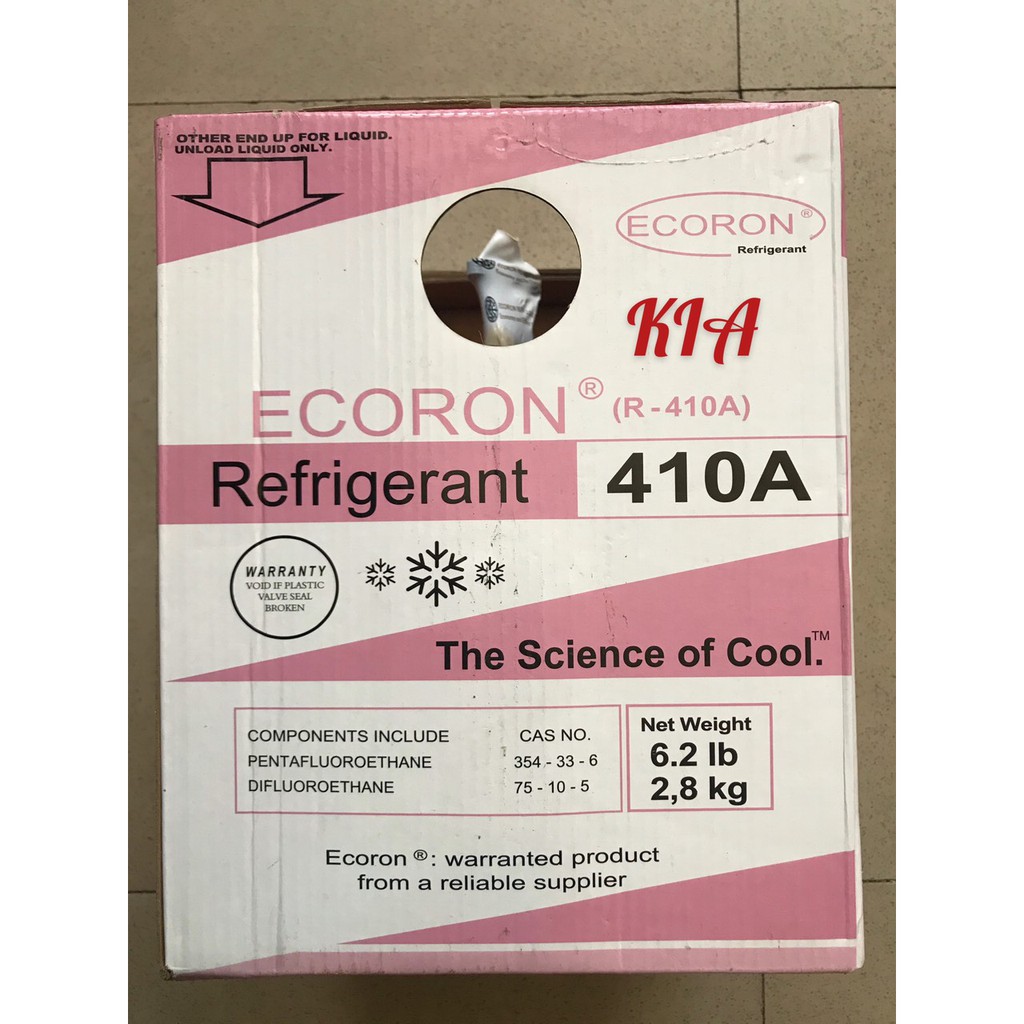 OTHER END UP FOR LIQUID.
UNLOAD LIQUID ONLY.
ECORON®
Refrigerant
KIA
ECORON® (R-410A)
Refrigerant 410A
WARRANTY
VOID IF PLASTIC
VALVE SEAL
BROKEN
The Science of Cool.™
COMPONENTS INCLUDE CAS NO.
PENTAFLUOROETHANE 354 - 33 - 6
DIFLUOROETHANE 75 - 10 - 5
Net Weight
6.2 lb
2,8 kg
Ecoron ®: warranted product
from a reliable supplier